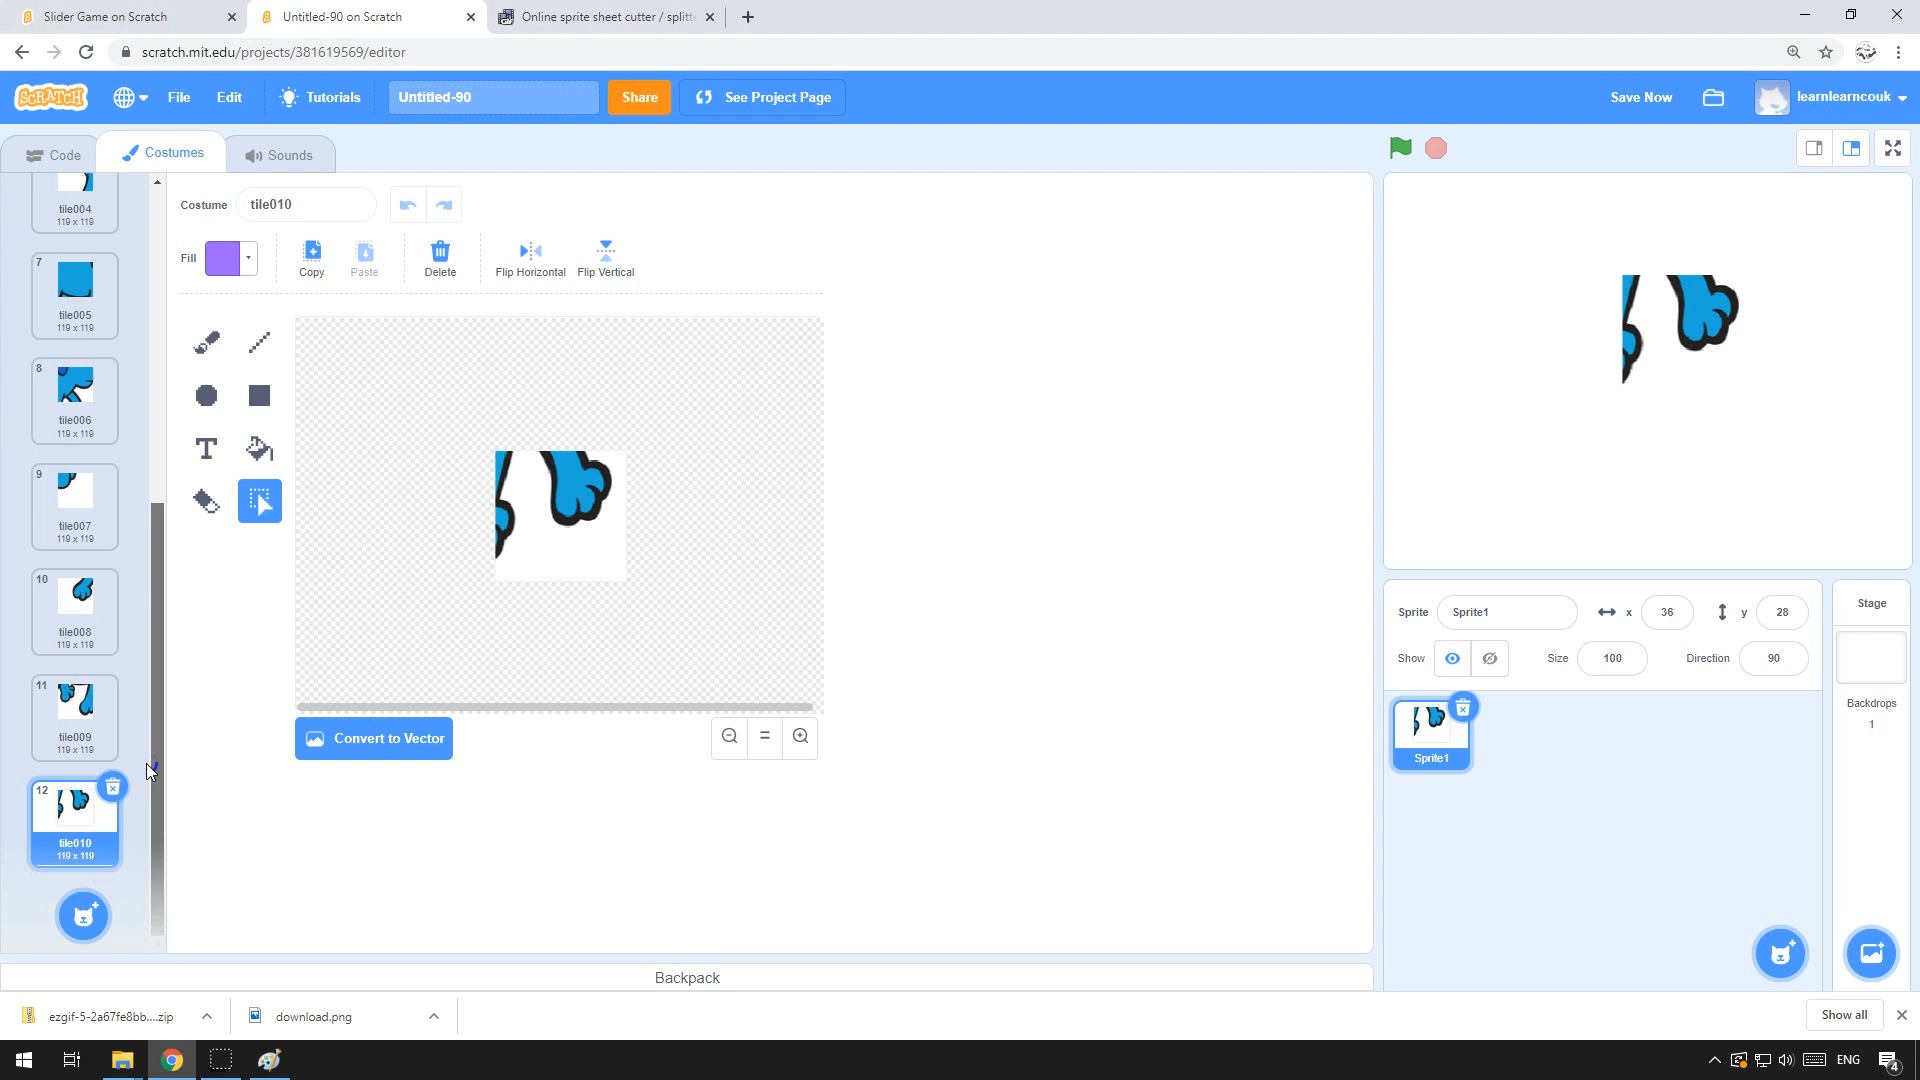 Slider Game on Scratch
Untitled-90 on Scratch
Online sprite sheet cutter / splitt
scratch.mit.edu/projects/381619569/editor
SCRATCH
File
Edit
Tutorials
Untitled-90
Share
See Project Page
Save Now
learnlearncouk
Code
Costumes
Sounds
tile004
119 x 119
7
tile005
119 x 119
8
tile006
119 x 119
9
tile007
119 x 119
10
tile008
119 x 119
11
tile009
119 x 119
12
tile010
119 x 119
Costume
tile010
Fill
Copy
Paste
Delete
Flip Horizontal
Flip Vertical
T
Convert to Vector
Sprite
Sprite1
x
36
y
28
Show
Size
100
Direction
90
Sprite1
Stage
Backdrops
1
Backpack
ezgif-5-2a67fe8bb....zip
download.png
Show all
ENG
4